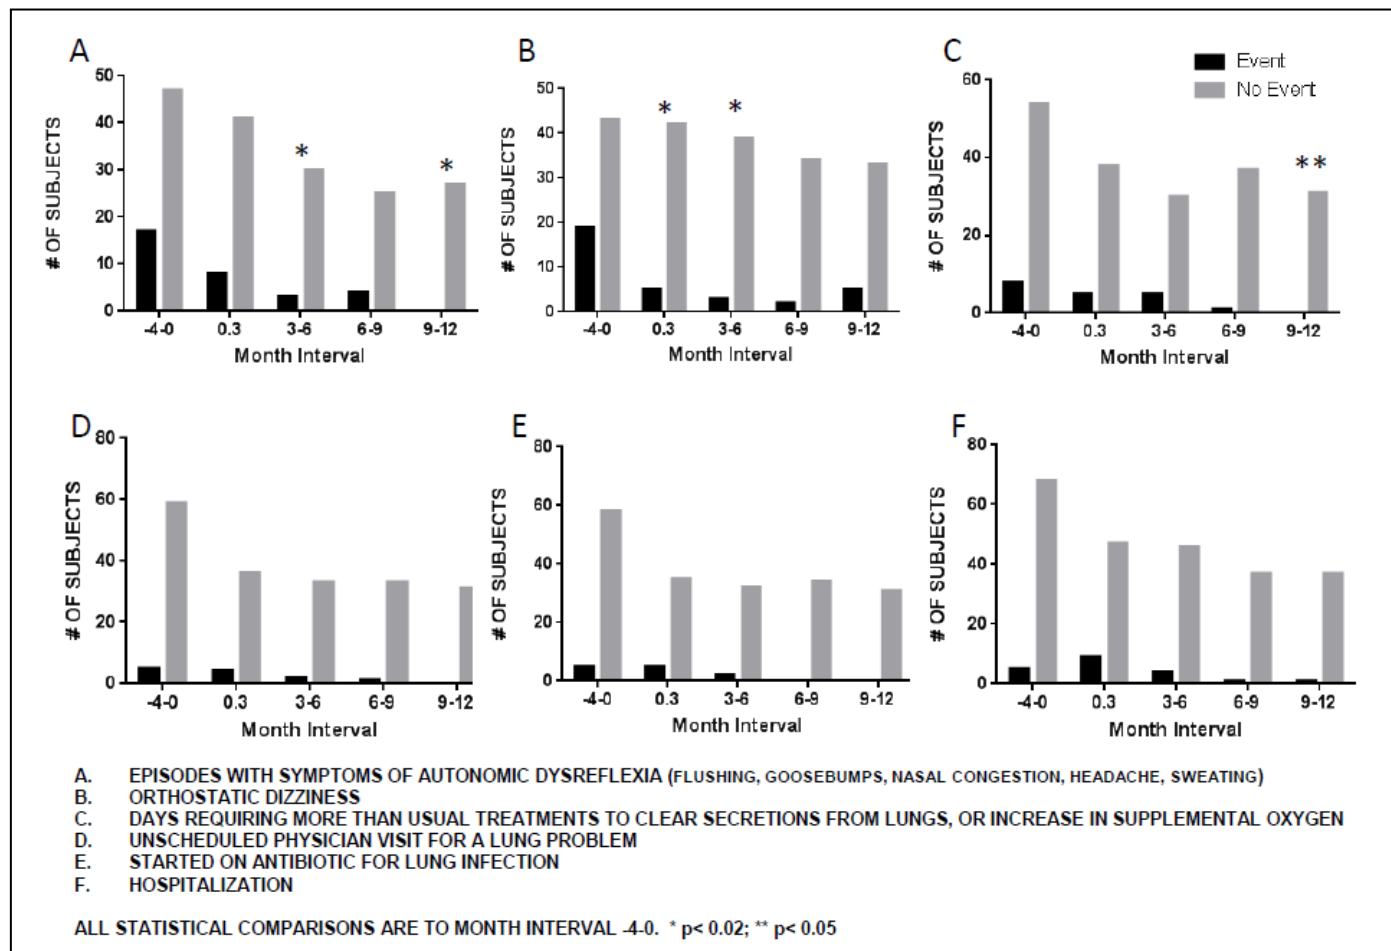 A
50
40
30
20
10
0
# OF SUBJECTS
*
*
-4-0 0.3 3-6 6-9 9-12
Month Interval
B
50
40
30
20
10
0
# OF SUBJECTS
*
*
-4-0 0.3 3-6 6-9 9-12
Month Interval
C
Event
No Event
60
40
20
0
# OF SUBJECTS
**
-4-0 0.3 3-6 6-9 9-12
Month Interval
D
80
60
40
20
0
# OF SUBJECTS
-4-0 0.3 3-6 6-9 9-12
Month Interval
E
80
60
40
20
0
# OF SUBJECTS
-4-0 0.3 3-6 6-9 9-12
Month Interval
F
80
60
40
20
0
# OF SUBJECTS
-4-0 0.3 3-6 6-9 9-12
Month Interval
A. EPISODES WITH SYMPTOMS OF AUTONOMIC DYSREFLEXIA (FLUSHING, GOOSEBUMPS, NASAL CONGESTION, HEADACHE, SWEATING)
B. ORTHOSTATIC DIZZINESS
C. DAYS REQUIRING MORE THAN USUAL TREATMENTS TO CLEAR SECRETIONS FROM LUNGS, OR INCREASE IN SUPPLEMENTAL OXYGEN
D. UNSCHEDULED PHYSICIAN VISIT FOR A LUNG PROBLEM
E. STARTED ON ANTIBIOTIC FOR LUNG INFECTION
F. HOSPITALIZATION
ALL STATISTICAL COMPARISONS ARE TO MONTH INTERVAL -4-0. * p< 0.02; ** p< 0.05